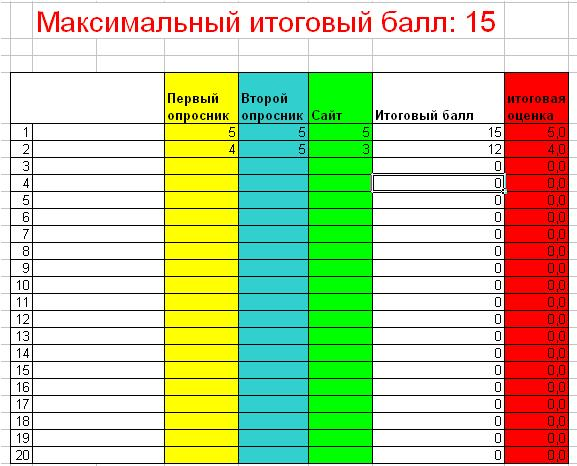 Максимальный итоговый балл: 15
Первый опросник Второй опросник Сайт Итоговый балл итоговая оценка
1 5 5 5 15 5,0
2 4 5 3 12 4,0
3 0 0,0
4 0 0,0
5 0 0,0
6 0 0,0
7 0 0,0
8 0 0,0
9 0 0,0
10 0 0,0
11 0 0,0
12 0 0,0
13 0 0,0
14 0 0,0
15 0 0,0
16 0 0,0
17 0 0,0
18 0 0,0
19 0 0,0
20 0 0,0